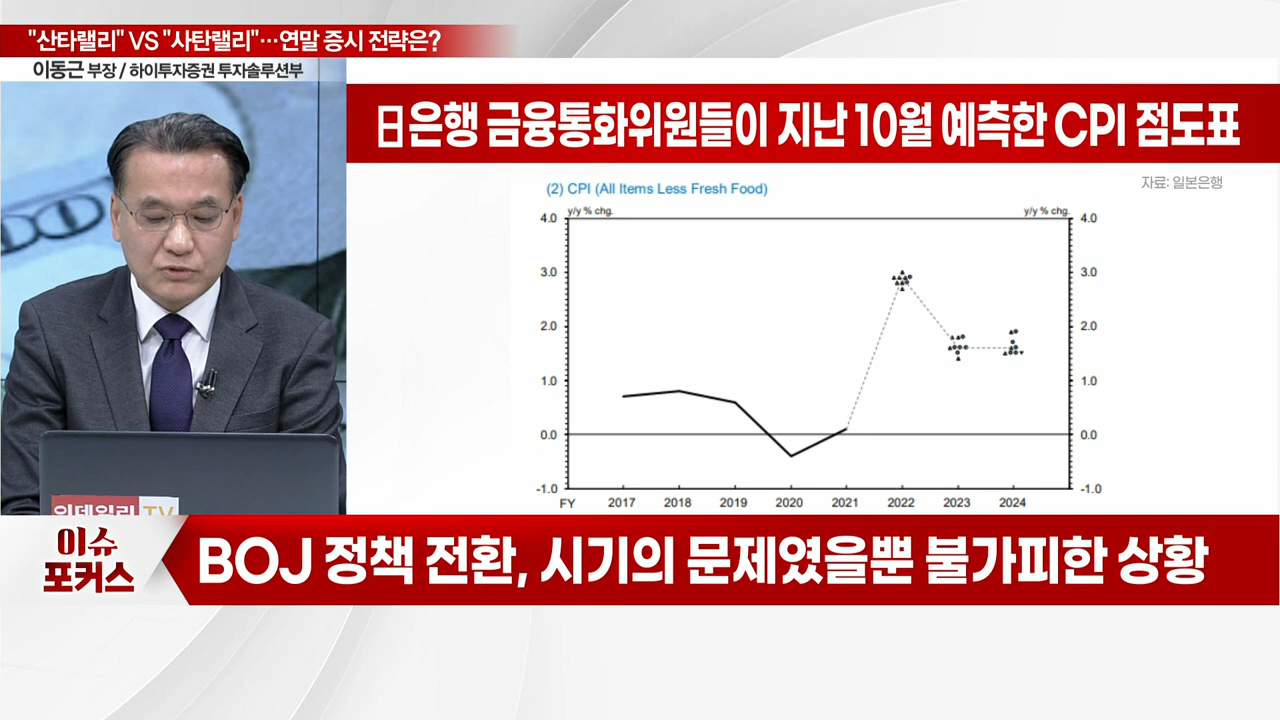 "산타랠리" VS "사탄랠리"…연말 증시 전략은?
이동근 부장 / 하이투자증권 투자솔루션부
日은행 금융통화위원들이 지난 10월 예측한 CPI 점도표
자료: 일본은행
(2) CPI (All Items Less Fresh Food)
y/y % chg. y/y % chg.
4.0 4.0
3.0 3.0
2.0 2.0
1.0 1.0
0.0 0.0
-1.0 -1.0
FY 2017 2018 2019 2020 2021 2022 2023 2024
이데일리 TV
이슈
포커스
BOJ 정책 전환, 시기의 문제였을뿐 불가피한 상황